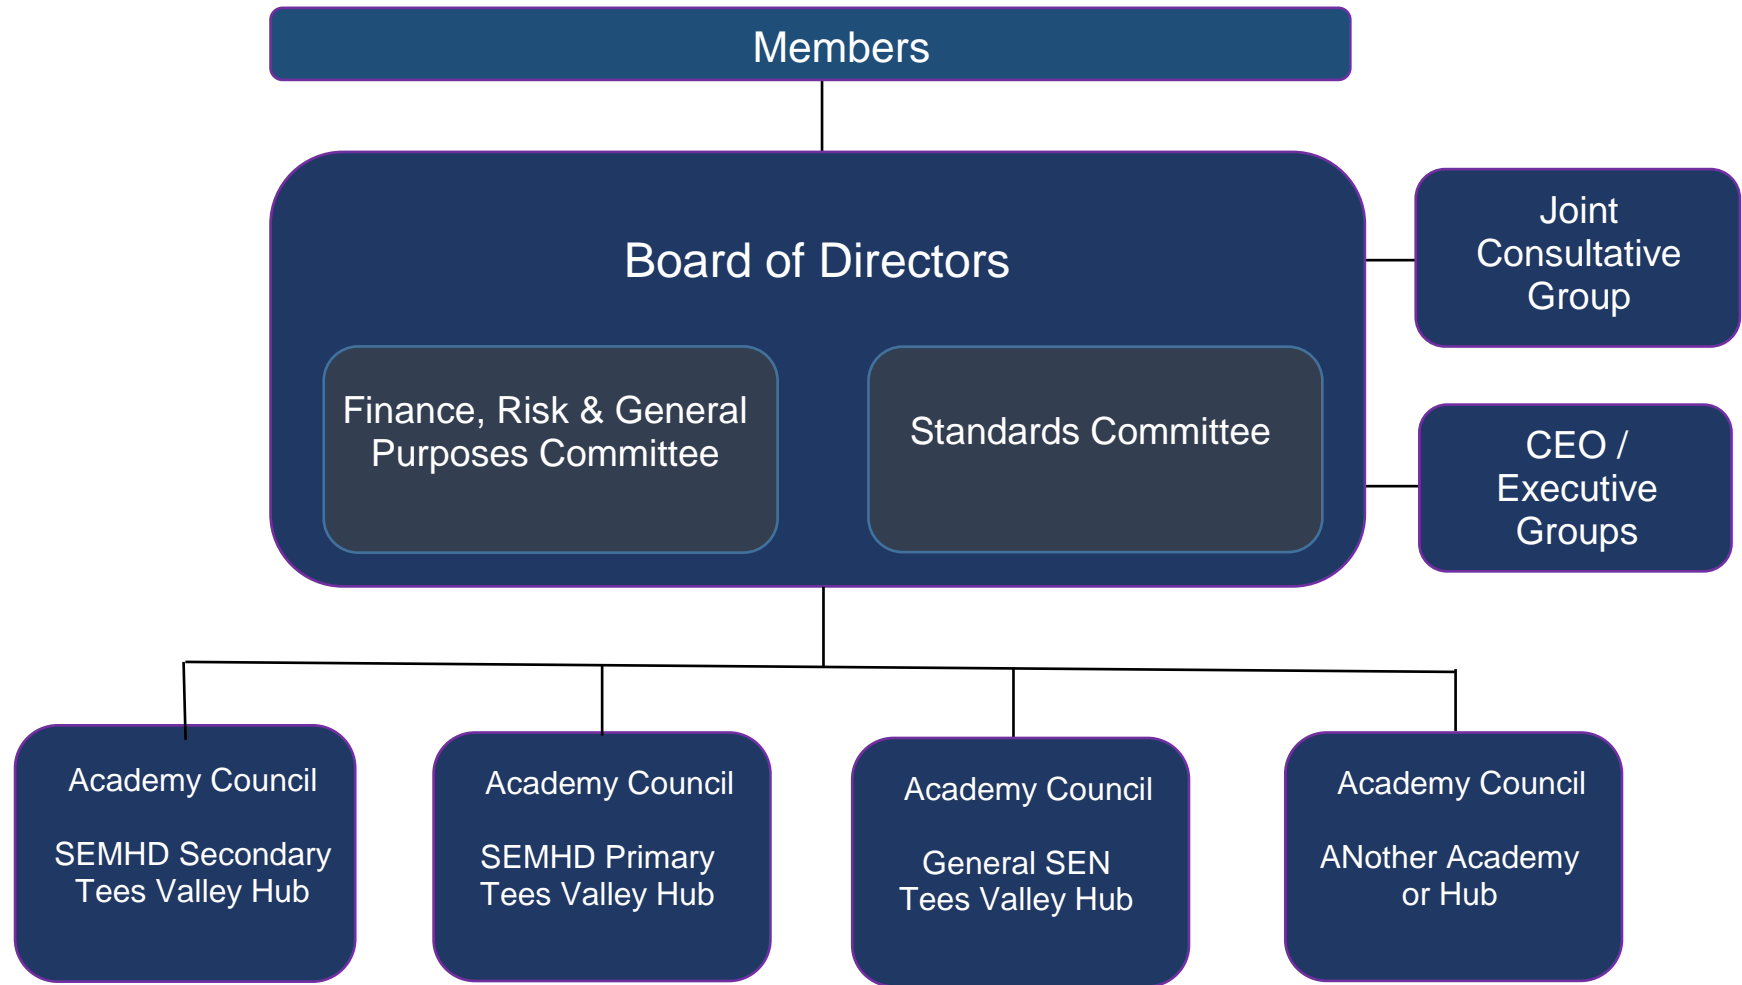 Members
Board of Directors
Joint
Consultative
Group
Finance, Risk & General
Purposes Committee
Standards Committee
CEO /
Executive
Groups
Academy Council
SEMHD Secondary
Tees Valley Hub
Academy Council
SEMHD Primary
Tees Valley Hub
Academy Council
General SEN
Tees Valley Hub
Academy Council
ANother Academy
or Hub